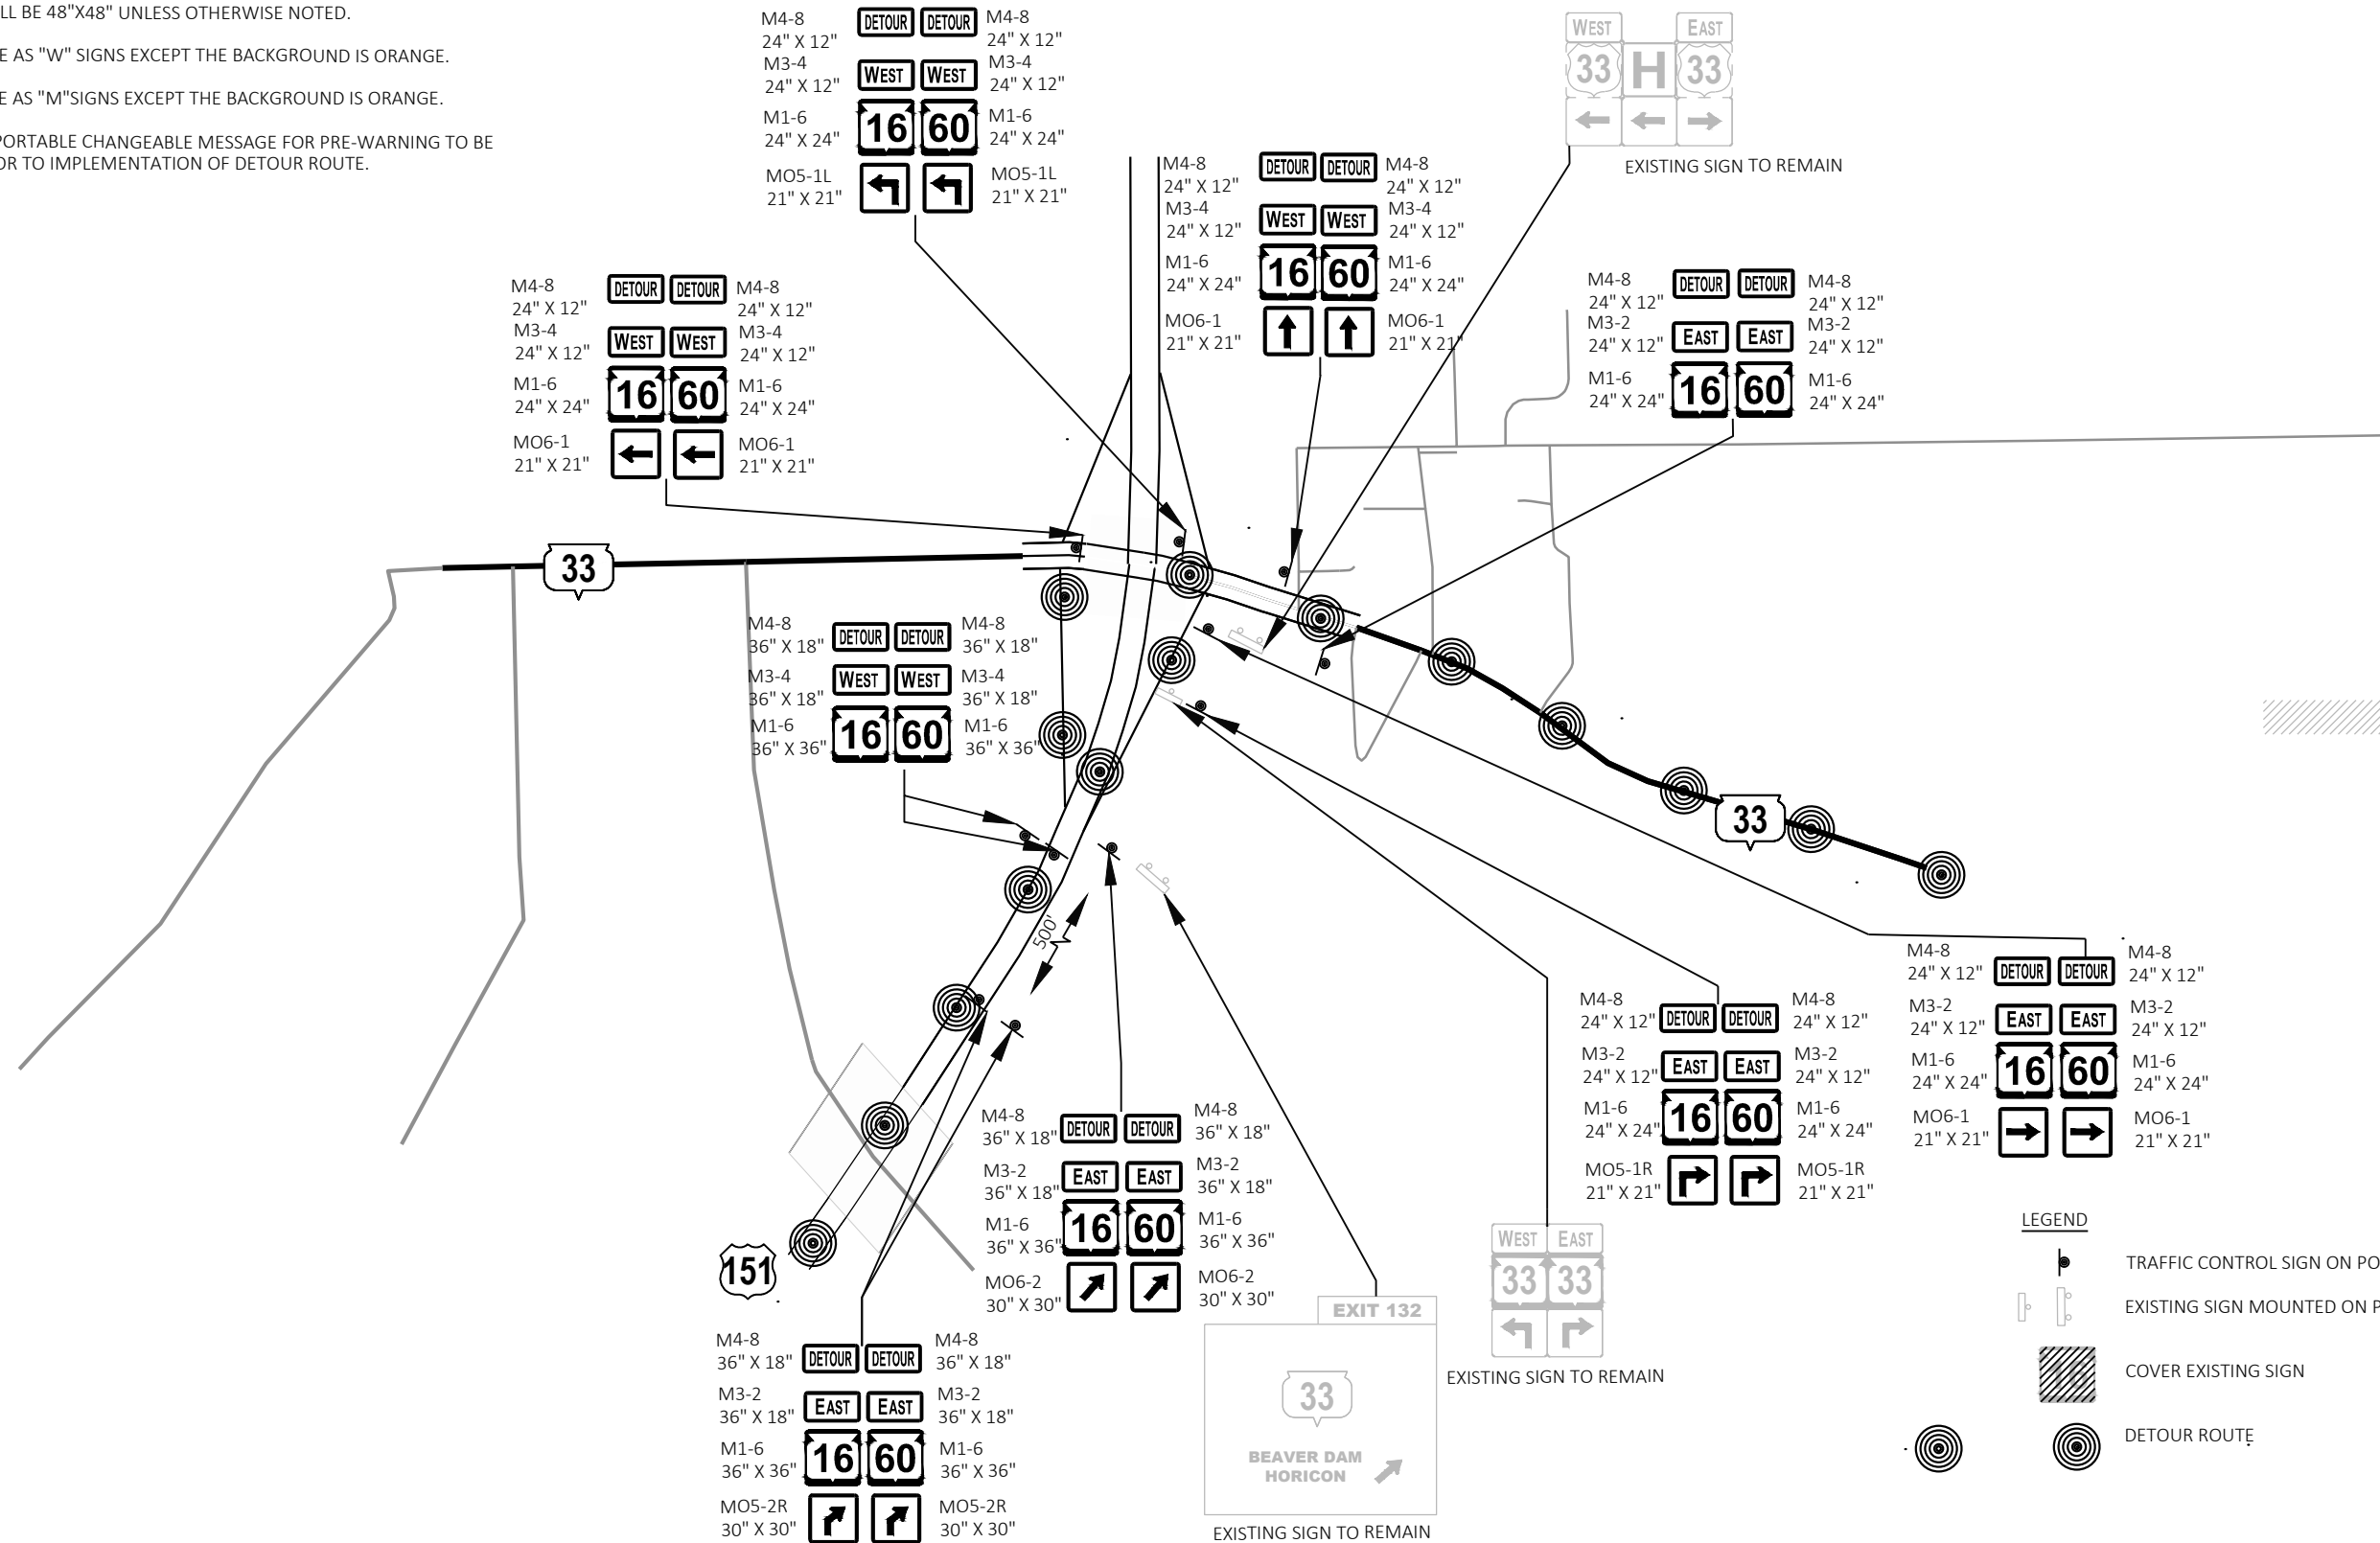 LL BE 48"X48" UNLESS OTHERWISE NOTED.
E AS "W" SIGNS EXCEPT THE BACKGROUND IS ORANGE.
E AS "M"SIGNS EXCEPT THE BACKGROUND IS ORANGE.
PORTABLE CHANGEABLE MESSAGE FOR PRE-WARNING TO BE
OR TO IMPLEMENTATION OF DETOUR ROUTE.
M4-8 DETOUR DETOUR M4-8
24" X 12" 24" X 12"
M3-4 WEST WEST M3-4
24" X 12" 24" X 12"
M1-6 16 60 M1-6
24" X 24" 24" X 24"
MO5-1L MO5-1L
21" X 21" 21" X 21"
WEST EAST
33 H 33
EXISTING SIGN TO REMAIN
M4-8 DETOUR DETOUR M4-8
24" X 12" 24" X 12"
M3-4 WEST WEST M3-4
24" X 12" 24" X 12"
M1-6 16 60 M1-6
24" X 24" 24" X 24"
MO6-1 MO6-1
21" X 21" 21" X 21"
M4-8 DETOUR DETOUR M4-8
24" X 12" 24" X 12"
M3-4 WEST WEST M3-4
24" X 12" 24" X 12"
M1-6 16 60 M1-6
24" X 24" 24" X 24"
MO6-1 MO6-1
21" X 21" 21" X 21"
M4-8 DETOUR DETOUR M4-8
24" X 12" 24" X 12"
M3-2 EAST EAST M3-2
24" X 12" 24" X 12"
M1-6 16 60 M1-6
24" X 24" 24" X 24"
33
M4-8 DETOUR DETOUR M4-8
36" X 18" 36" X 18"
M3-4 WEST WEST M3-4
36" X 18" 36" X 18"
M1-6 16 60 M1-6
36" X 36" 36" X 36"
33
500'
M4-8 DETOUR DETOUR M4-8
24" X 12" 24" X 12"
M3-2 EAST EAST M3-2
24" X 12" 24" X 12"
M1-6 16 60 M1-6
24" X 24" 24" X 24"
MO6-1 MO6-1
21" X 21" 21" X 21"
M4-8 DETOUR DETOUR M4-8
24" X 12" 24" X 12"
M3-2 EAST EAST M3-2
24" X 12" 24" X 12"
M1-6 16 60 M1-6
24" X 24" 24" X 24"
MO5-1R MO5-1R
21" X 21" 21" X 21"
M4-8 DETOUR DETOUR M4-8
36" X 18" 36" X 18"
M3-2 EAST EAST M3-2
36" X 18" 36" X 18"
M1-6 16 60 M1-6
36" X 36" 36" X 36"
MO6-2 MO6-2
30" X 30" 30" X 30"
151
WEST EAST
33 33
EXISTING SIGN TO REMAIN
EXIT 132
33
BEAVER DAM
HORICON
EXISTING SIGN TO REMAIN
M4-8 DETOUR DETOUR M4-8
36" X 18" 36" X 18"
M3-2 EAST EAST M3-2
36" X 18" 36" X 18"
M1-6 16 60 M1-6
36" X 36" 36" X 36"
MO5-2R MO5-2R
30" X 30" 30" X 30"
LEGEND
TRAFFIC CONTROL SIGN ON PO
EXISTING SIGN MOUNTED ON P
COVER EXISTING SIGN
DETOUR ROUTE